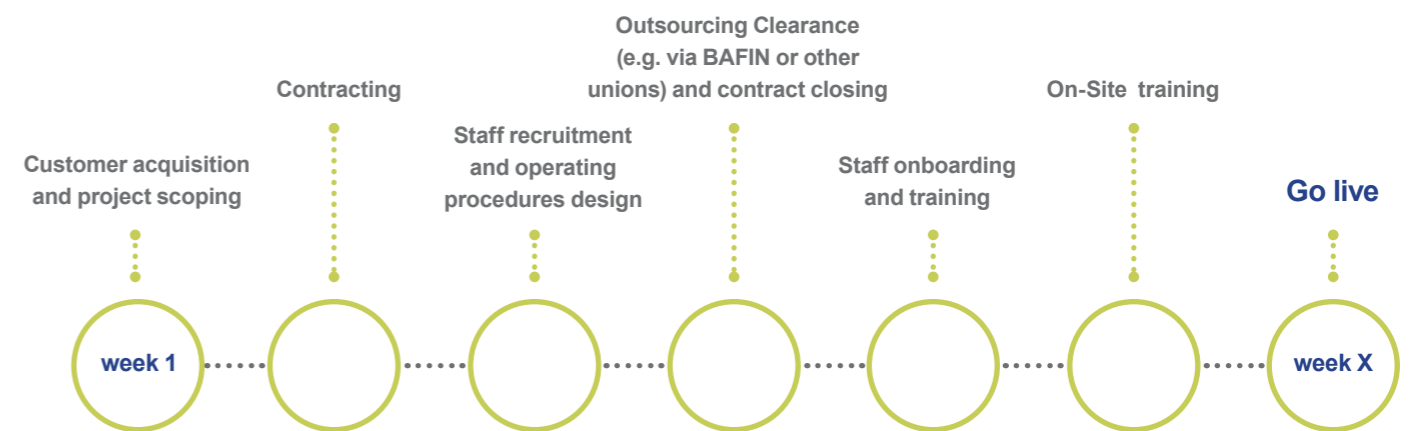 Customer acquisition
and project scoping
Contracting
Staff recruitment
and operating
procedures design
Outsourcing Clearance
(e.g. via BAFIN or other
unions) and contract closing
Staff onboarding
and training
On-Site training
Go live
week 1
week X